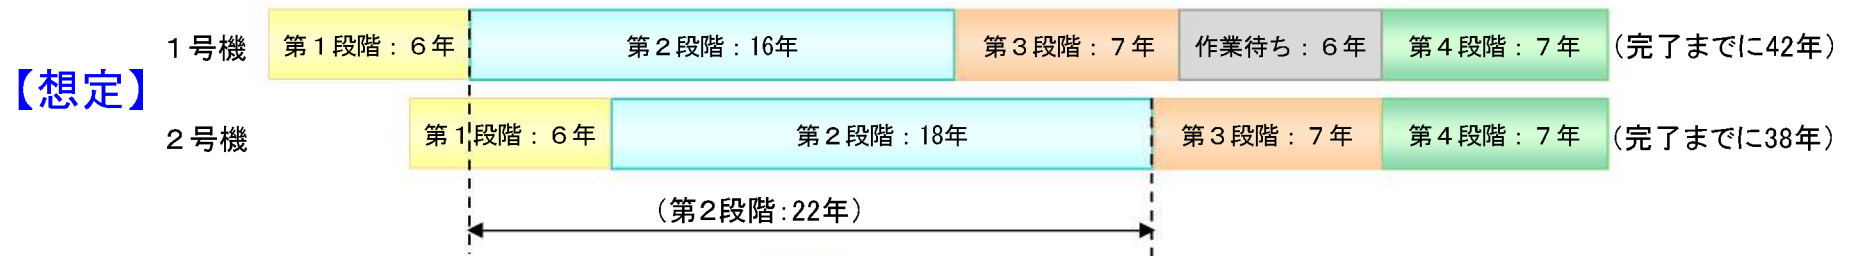 【想定】
１号機 第１段階：６年 第２段階：16年 第３段階：７年 作業待ち：６年 第４段階：７年 (完了までに42年)
２号機 第１段階：６年 第２段階：18年 第３段階：７年 第４段階：７年 (完了までに38年)
（第２段階：22年）